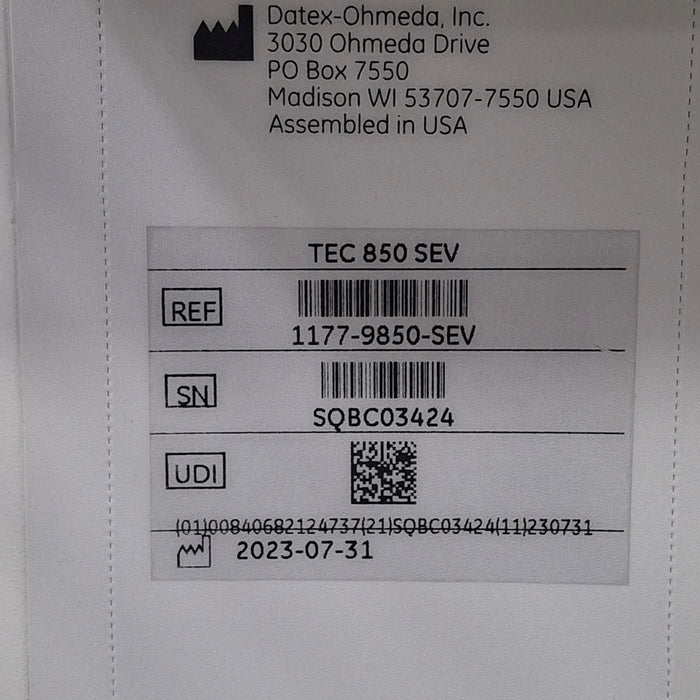 Datex-Ohmeda, Inc.
3030 Ohmeda Drive
PO Box 7550
Madison WI 53707-7550 USA
Assembled in USA
TEC 850 SEV
REF
1177-9850-SEV
SN
SQBC03424
UDI
(01)00840682124737(21)SQBC03424(11)230731
2023-07-31